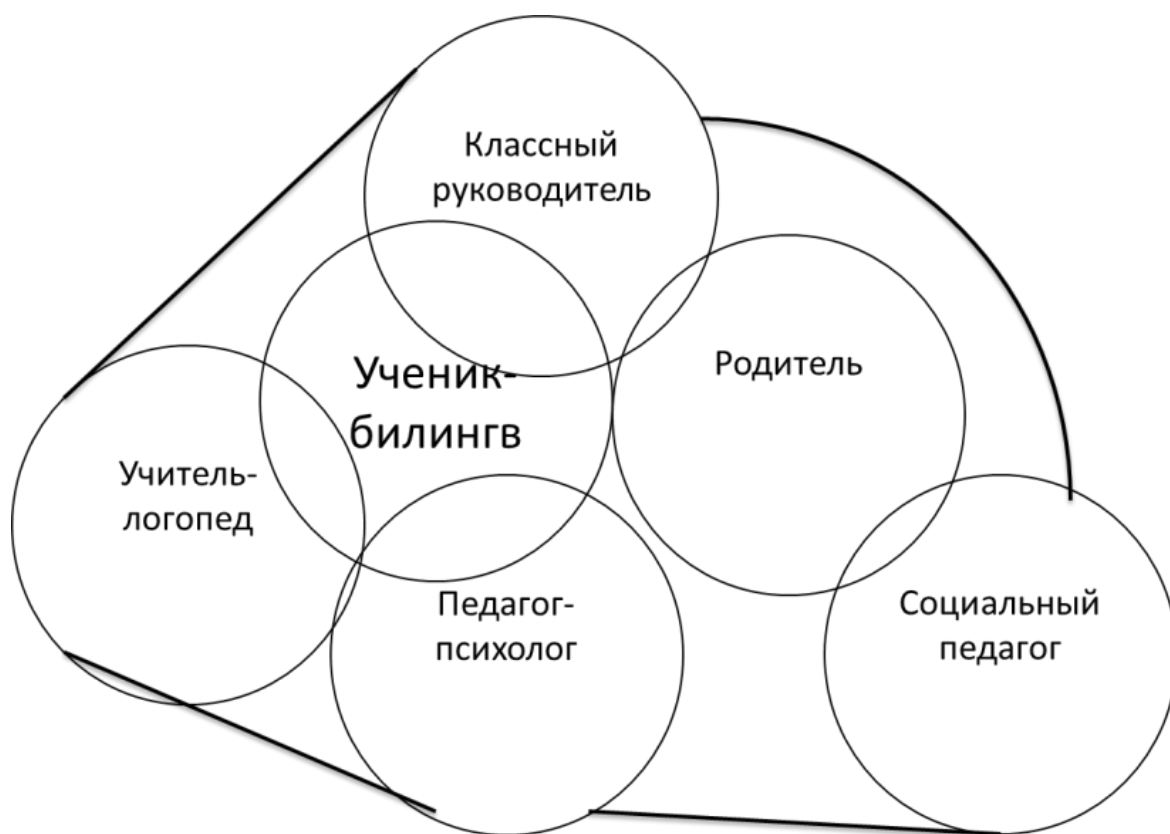 Классный
руководитель
Родитель
Ученик-
билингв
Учитель-
логопед
Педагог-
психолог
Социальный
педагог